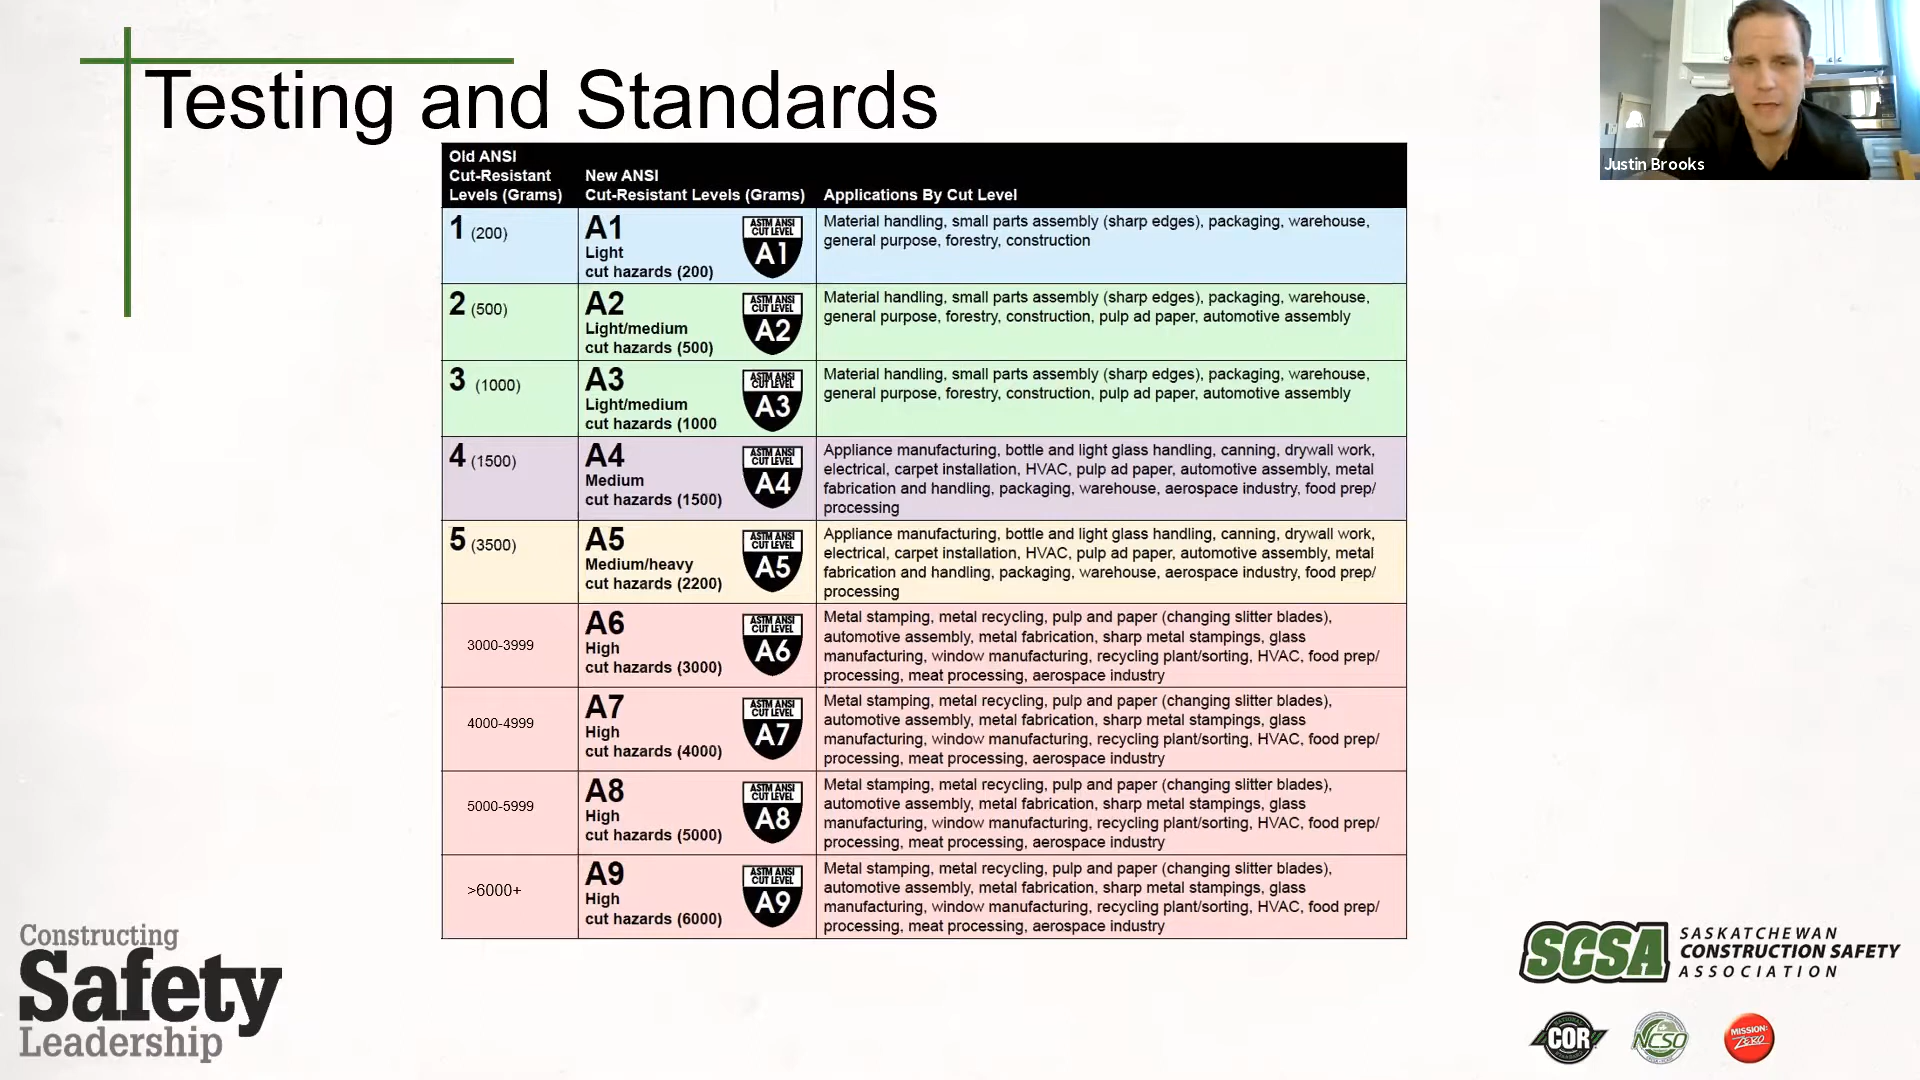 Testing and Standards
Justin Brooks
Old ANSI
Cut-Resistant
Levels (Grams)
New ANSI
Cut-Resistant Levels (Grams)
Applications By Cut Level
1 (200)
A1
Light
cut hazards (200)
ASTM ANSI
CUT LEVEL
A1
Material handling, small parts assembly (sharp edges), packaging, warehouse,
general purpose, forestry, construction
2 (500)
A2
Light/medium
cut hazards (500)
ASTM ANSI
CUT LEVEL
A2
Material handling, small parts assembly (sharp edges), packaging, warehouse,
general purpose, forestry, construction, pulp ad paper, automotive assembly
3 (1000)
A3
Light/medium
cut hazards (1000
ASTM ANSI
CUT LEVEL
A3
Material handling, small parts assembly (sharp edges), packaging, warehouse,
general purpose, forestry, construction, pulp ad paper, automotive assembly
4 (1500)
A4
Medium
cut hazards (1500)
ASTM ANSI
CUT LEVEL
A4
Appliance manufacturing, bottle and light glass handling, canning, drywall work,
electrical, carpet installation, HVAC, pulp ad paper, automotive assembly, metal
fabrication and handling, packaging, warehouse, aerospace industry, food prep/
processing
5 (3500)
A5
Medium/heavy
cut hazards (2200)
ASTM ANSI
CUT LEVEL
A5
Appliance manufacturing, bottle and light glass handling, canning, drywall work,
electrical, carpet installation, HVAC, pulp ad paper, automotive assembly, metal
fabrication and handling, packaging, warehouse, aerospace industry, food prep/
processing
3000-3999
A6
High
cut hazards (3000)
ASTM ANSI
CUT LEVEL
A6
Metal stamping, metal recycling, pulp and paper (changing slitter blades),
automotive assembly, metal fabrication, sharp metal stampings, glass
manufacturing, window manufacturing, recycling plant/sorting, HVAC, food prep/
processing, meat processing, aerospace industry
4000-4999
A7
High
cut hazards (4000)
ASTM ANSI
CUT LEVEL
A7
Metal stamping, metal recycling, pulp and paper (changing slitter blades),
automotive assembly, metal fabrication, sharp metal stampings, glass
manufacturing, window manufacturing, recycling plant/sorting, HVAC, food prep/
processing, meat processing, aerospace industry
5000-5999
A8
High
cut hazards (5000)
ASTM ANSI
CUT LEVEL
A8
Metal stamping, metal recycling, pulp and paper (changing slitter blades),
automotive assembly, metal fabrication, sharp metal stampings, glass
manufacturing, window manufacturing, recycling plant/sorting, HVAC, food prep/
processing, meat processing, aerospace industry
>6000+
A9
High
cut hazards (6000)
ASTM ANSI
CUT LEVEL
A9
Metal stamping, metal recycling, pulp and paper (changing slitter blades),
automotive assembly, metal fabrication, sharp metal stampings, glass
manufacturing, window manufacturing, recycling plant/sorting, HVAC, food prep/
processing, meat processing, aerospace industry
Constructing
Safety
Leadership
SCSA
SASKATCHEWAN
CONSTRUCTION SAFETY
ASSOCIATION
COR
NCSO
MISSION:
ZERO